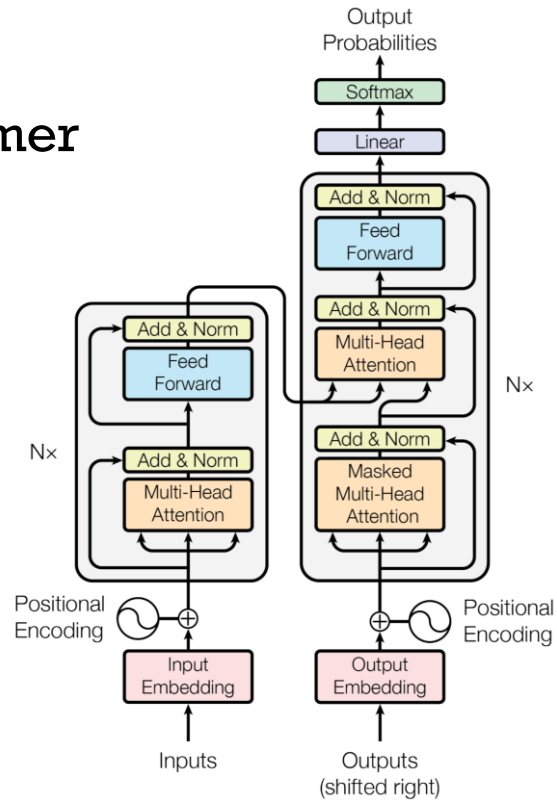 mer
Output
Probabilities
Softmax
Linear
Add & Norm
Feed
Forward
Add & Norm
Multi-Head
Attention
Nx
Add & Norm
Masked
Multi-Head
Attention
Add & Norm
Feed
Forward
Nx
Add & Norm
Multi-Head
Attention
Positional
Encoding
Positional
Encoding
Input
Embedding
Output
Embedding
Inputs
Outputs
(shifted right)